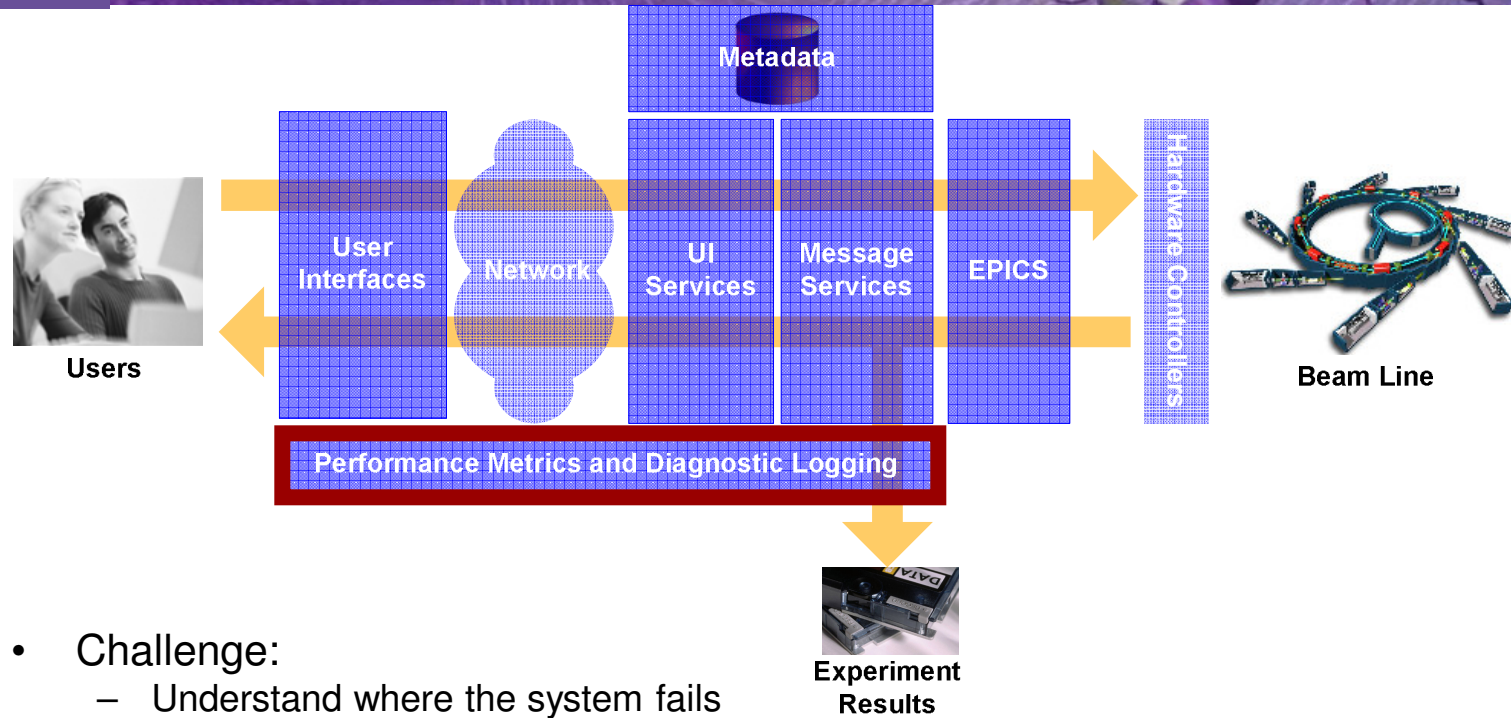 Metadata
User
Interfaces
Network
UI
Services
Message
Services
EPICS
Hardware Controllers
Users
Beam Line
Performance Metrics and Diagnostic Logging
DATA
Experiment
Results
• Challenge:
– Understand where the system fails